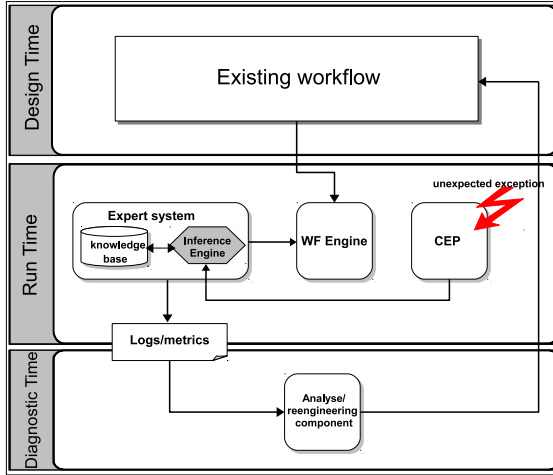 Design Time
Existing workflow
Run Time
unexpected exception
Expert system
knowledge
base
Inference
Engine
WF Engine
CEP
Logs/metrics
Diagnostic Time
Analyse/
reengineering
component